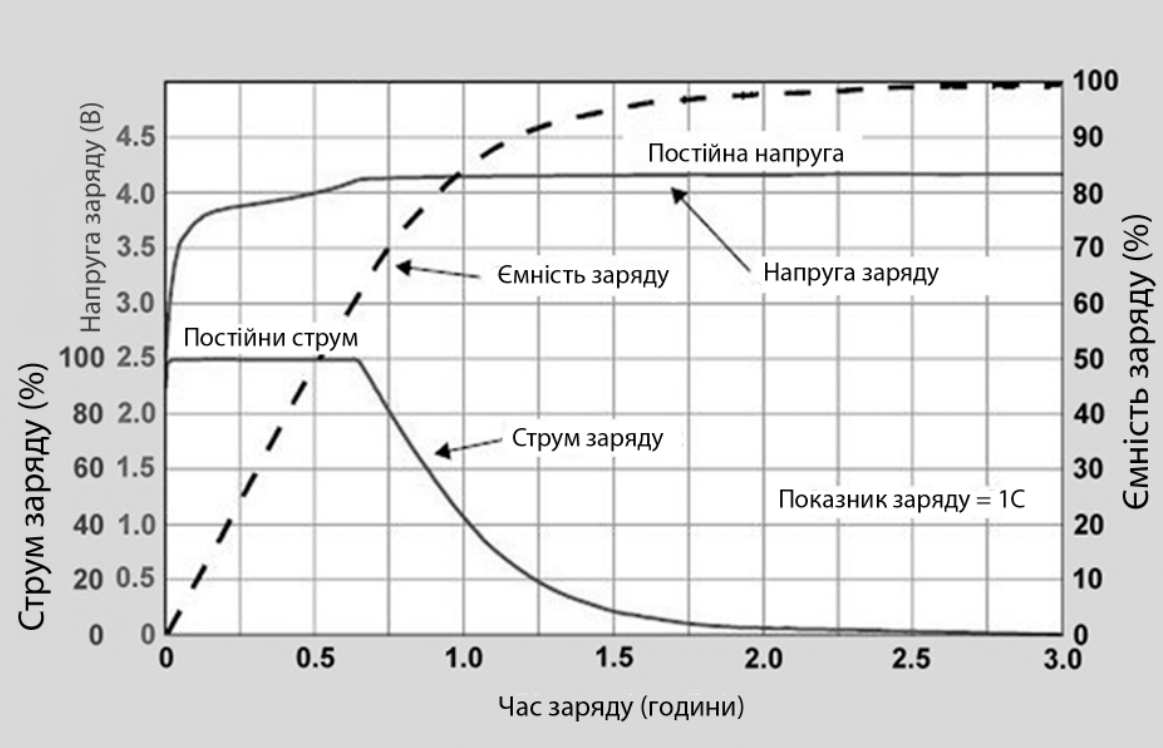 Напруга заряду (В)
Струм заряду (%)
4.5
4.0
3.5
3.0
100 2.5
80 2.0
60 1.5
40 1.0
20 0.5
0 0
Постійна напруга
Напруга заряду
Ємність заряду
Постійни струм
Струм заряду
Показник заряду = 1С
100
90
80
70
60
50
40
30
20
10
0
Ємність заряду (%)
0 0.5 1.0 1.5 2.0 2.5 3.0
Час заряду (години)